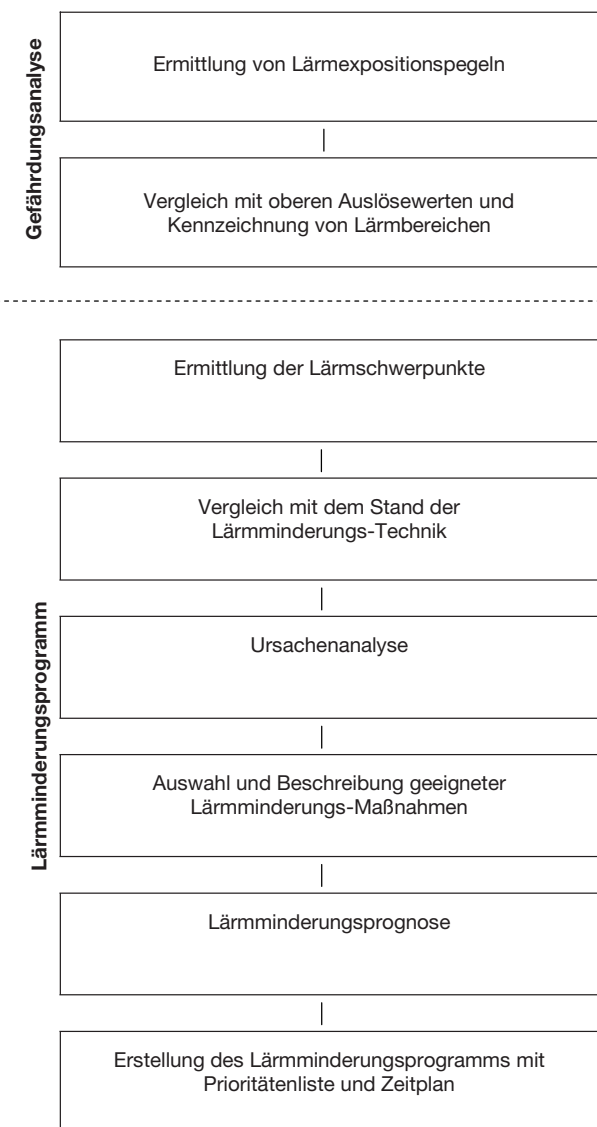 Gefährdungsanalyse
Ermittlung von Lärmexpositionspegeln
Vergleich mit oberen Auslösewerten und
Kennzeichnung von Lärmbereichen
Lärmminderungsprogramm
Ermittlung der Lärmschwerpunkte
Vergleich mit dem Stand der
Lärmminderungs-Technik
Ursachenanalyse
Auswahl und Beschreibung geeigneter
Lärmminderungs-Maßnahmen
Lärmminderungsprognose
Erstellung des Lärmminderungsprogramms mit
Prioritätenliste und Zeitplan